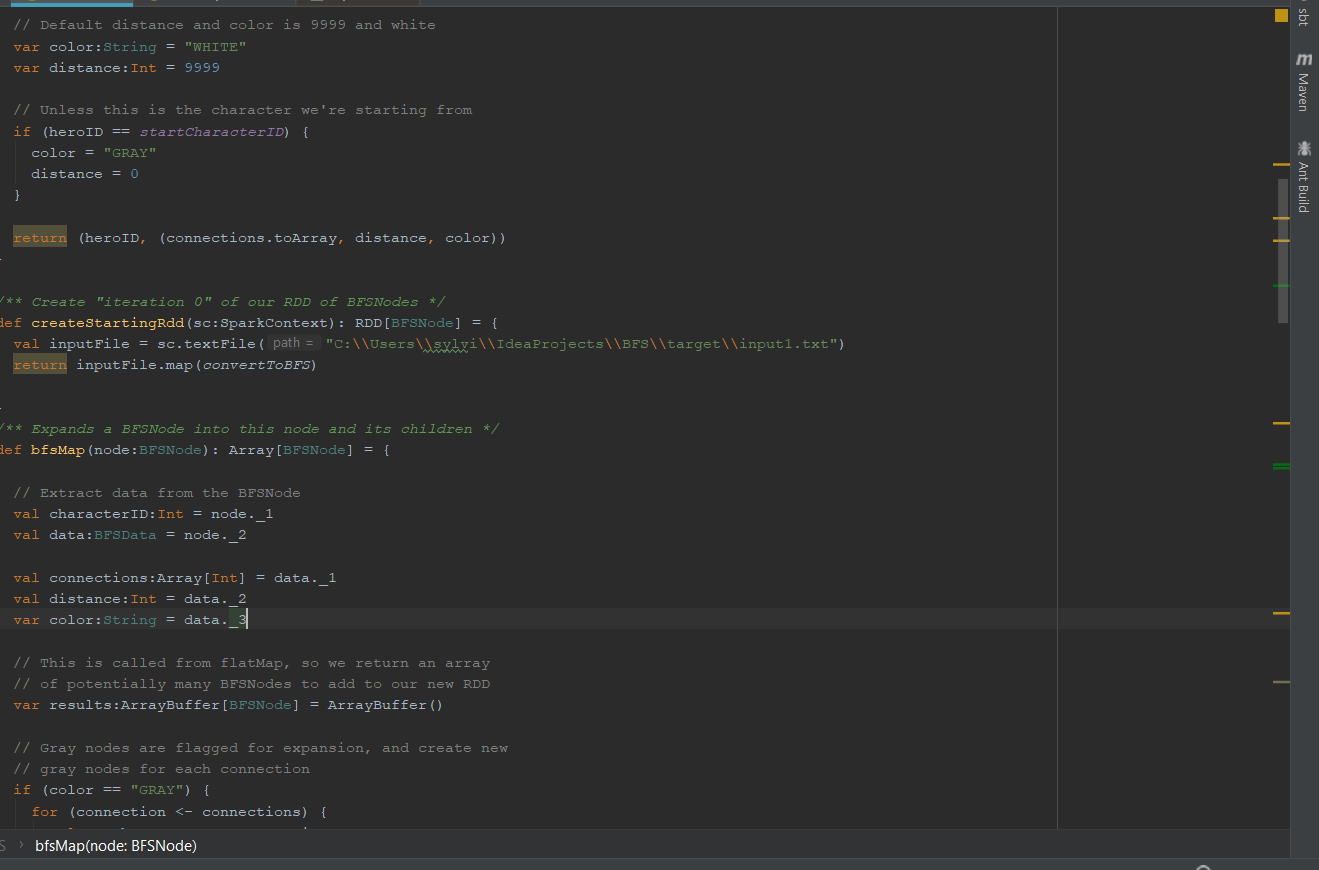 // Default distance and color is 9999 and white
var color:String = "WHITE"
var distance:Int = 9999
// Unless this is the character we're starting from
if (heroID == startCharacterID) {
color = "GRAY"
distance = 0
}
return (heroID, (connections.toArray, distance, color))
/** Create "iteration 0" of our RDD of BFSNodes */
def createStartingRdd(sc:SparkContext): RDD[BFSNode] = {
val inputFile = sc.textFile( path = "C:\\Users\\sylvi\\IdeaProjects\\BFS\\target\\input1.txt")
return inputFile.map(convertToBFS)
/** Expands a BFSNode into this node and its children */
def bfsMap(node:BFSNode): Array[BFSNode] = {
// Extract data from the BFSNode
val characterID:Int = node._1
val data:BFSData = node._2
val connections:Array[Int] = data._1
val distance:Int = data._2
var color:String = data._3
// This is called from flatMap, so we return an array
// of potentially many BFSNodes to add to our new RDD
var results:ArrayBuffer[BFSNode] = ArrayBuffer()
// Gray nodes are flagged for expansion, and create new
// gray nodes for each connection
if (color == "GRAY") {
for (connection <- connections) {
S › bfsMap(node: BFSNode)
sbt
m Maven
Ant Build